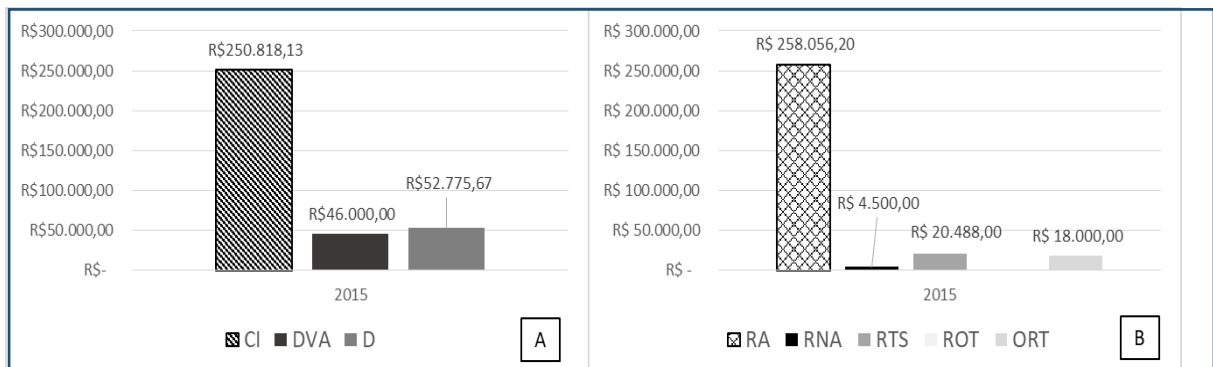 R$300.000,00
R$250.818,13
R$250.000,00
R$200.000,00
R$150.000,00
R$100.000,00
R$52.775,67
R$46.000,00
R$50.000,00
R$-
2015
CI DVA D
A
R$ 300.000,00
R$ 258.056,20
R$ 250.000,00
R$ 200.000,00
R$ 150.000,00
R$ 100.000,00
R$ 4.500,00
R$ 20.488,00
R$ 18.000,00
R$ 50.000,00
R$ -
2015
RA RNA RTS ROT ORT
B